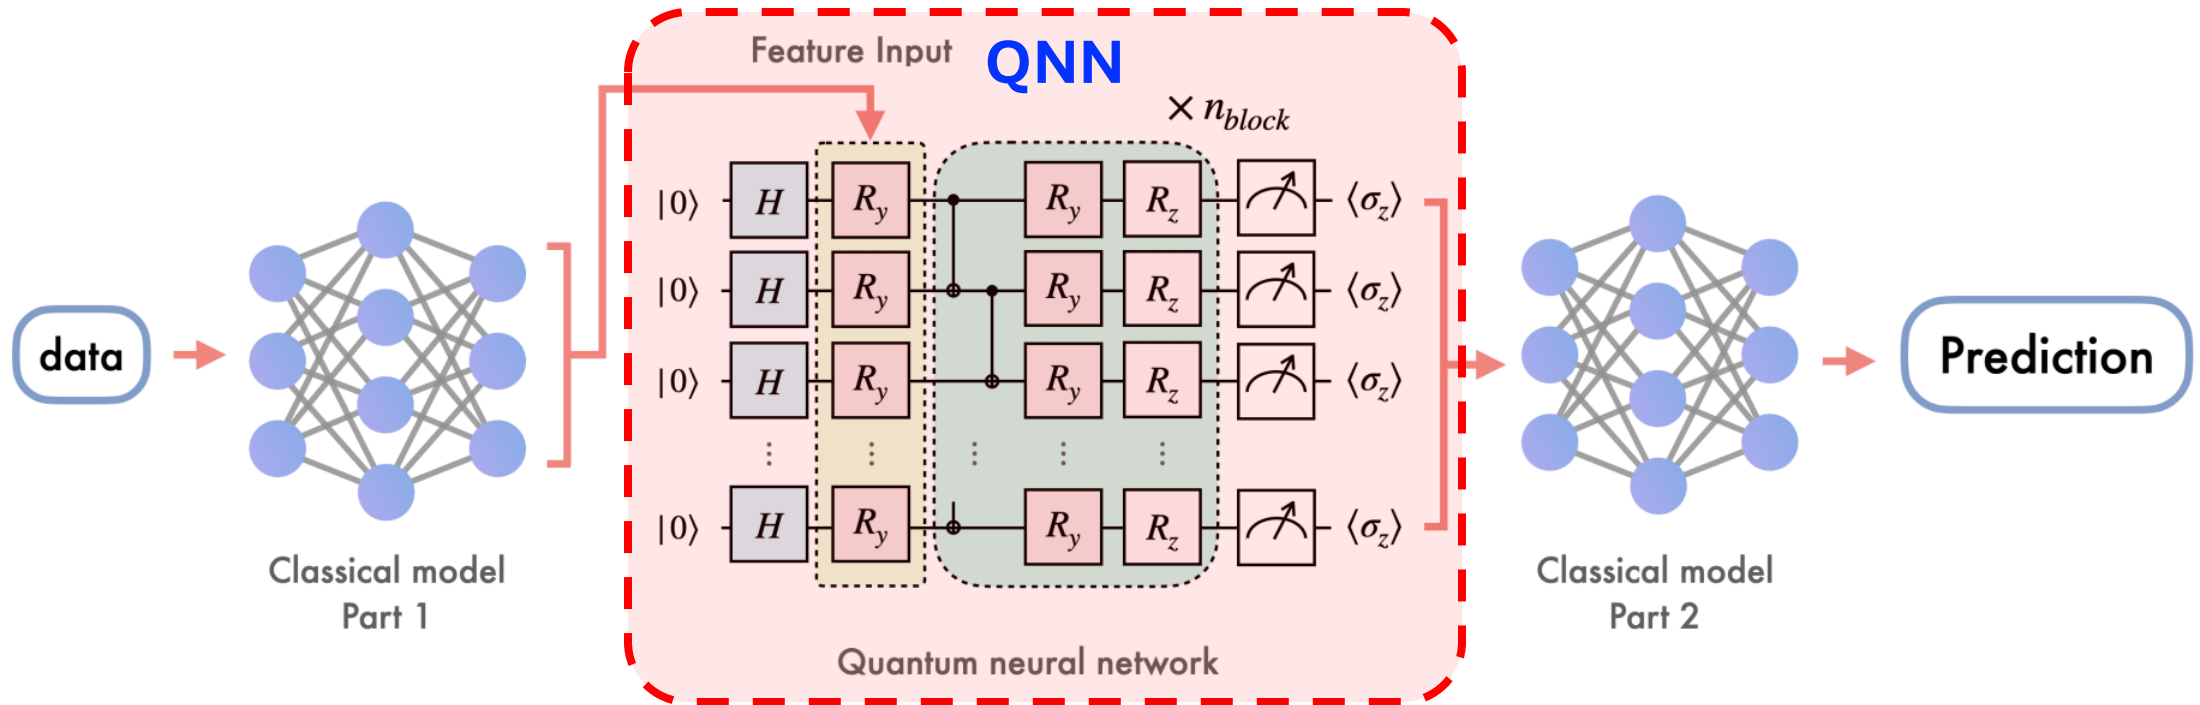 Feature Input
QNN
× n_block
|0⟩ H R_y R_y R_z ⟨σ_z⟩
|0⟩ H R_y R_y R_z ⟨σ_z⟩
|0⟩ H R_y R_y R_z ⟨σ_z⟩
⋮ ⋮ ⋮ ⋮ ⋮
|0⟩ H R_y R_y R_z ⟨σ_z⟩
data
Classical model
Part 1
Quantum neural network
Classical model
Part 2
Prediction